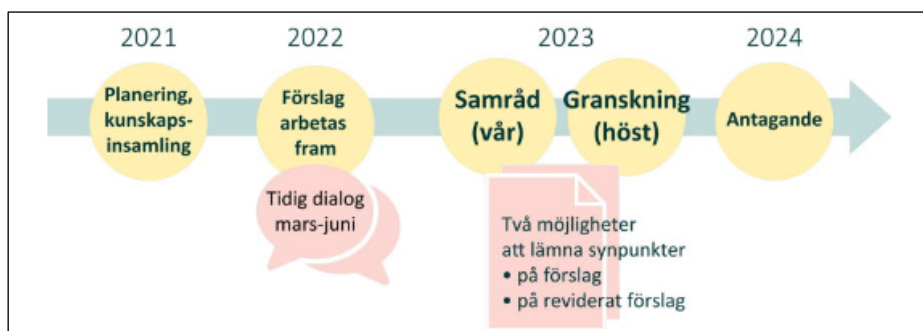 2021
2022
2023
2024
Planering,
kunskaps-
insamling
Förslag
arbetas
fram
Samråd
(vår)
Granskning
(höst)
Antagande
Tidig dialog
mars-juni
Två möjligheter
att lämna synpunkter
• på förslag
• på reviderat förslag